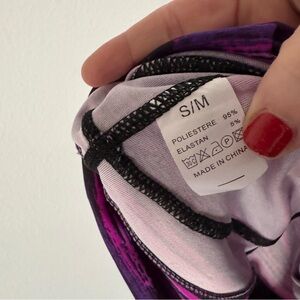 S/M
POLIESTERE 95%
ELASTAN 5%
MADE IN CHINA